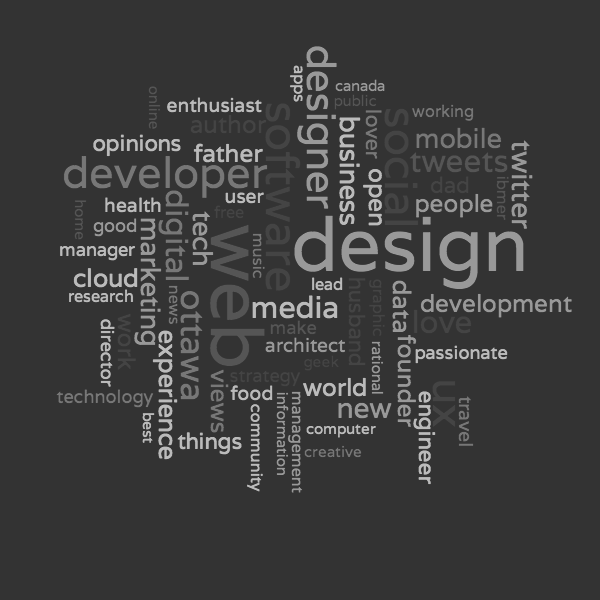 designer
apps
canada
public
online
enthusiast
author
software
lover
social
working
opinions
father
business
mobile
tweets
twitter
developer
user
open
dad
ibmer
people
home
health
digital
tech
free
good
web
music
design
manager
marketing
cloud
research
news
ottawa
lead
media
husband
graphic
data
development
love
director
work
experience
make
architect
geek
rational
founder
passionate
strategy
views
technology
food
world
new
ux
travel
engineer
best
things
community
information
management
computer
creative